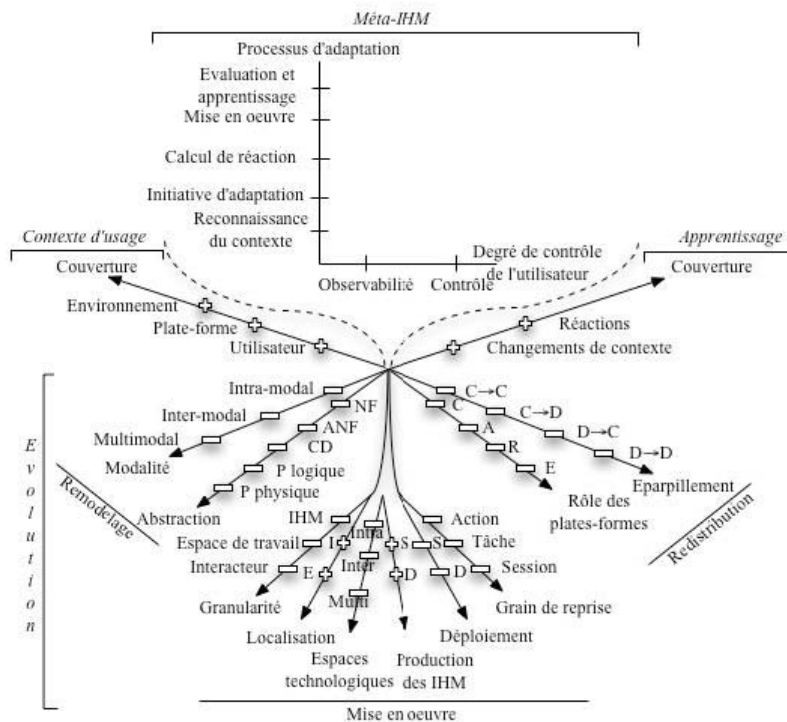 Méta-IHM
Processus d'adaptation
Evaluation et
apprentissage
Mise en oeuvre
Calcul de réaction
Initiative d'adaptation
Reconnaissance
du contexte
Observabilité
Contrôle
Degré de contrôle
de l'utilisateur
Contexte d'usage
Couverture
Environnement
Plate-forme
Utilisateur
Apprentissage
Couverture
Réactions
Changements de contexte
Evolution
Remodelage
Intra-modal
Inter-modal
Multimodal
Modalité
NF
ANF
CD
P logique
P physique
Abstraction
C→C
C→D
D→C
D→D
Eparpillement
C
A
R
E
Rôle des
plates-formes
Redistribution
IHM
Espace de travail
Interacteur
Granularité
I
E
Localisation
Intra
Inter
Multi
Espaces
technologiques
S
D
Production
des IHM
S
D
Déploiement
Action
Tâche
Session
Grain de reprise
Mise en oeuvre